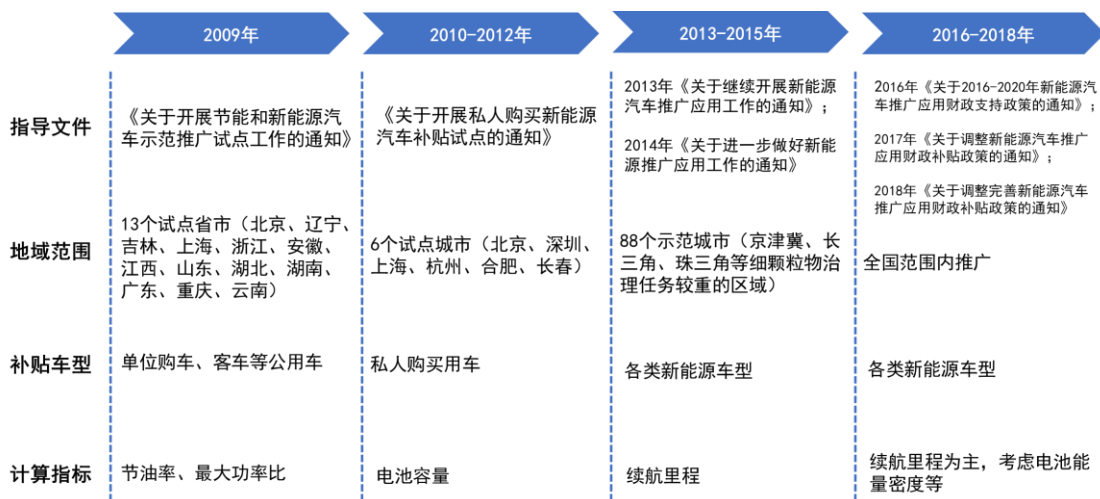 2009年
2010-2012年
2013-2015年
2016-2018年
指导文件
《关于开展节能和新能源汽
车示范推广试点工作的通知》
《关于开展私人购买新能源
汽车补贴试点的通知》
2013年《关于继续开展新能源
汽车推广应用工作的通知》;
2014年《关于进一步做好新能
源推广应用工作的通知》
2016年《关于2016-2020年新能源汽
车推广应用财政支持政策的通知》;
2017年《关于调整新能源汽车推广
应用财政补贴政策的通知》;
2018年《关于调整完善新能源汽车
推广应用财政补贴政策的通知》
地域范围
13个试点省市（北京、辽宁、
吉林、上海、浙江、安徽、
江西、山东、湖北、湖南、
广东、重庆、云南）
6个试点城市（北京、深圳、
上海、杭州、合肥、长春）
88个示范城市（京津冀、长
三角、珠三角等细颗粒物治
理任务较重的区域）
全国范围内推广
补贴车型
单位购车、客车等公用车
私人购买用车
各类新能源车型
各类新能源车型
计算指标
节油率、最大功率比
电池容量
续航里程
续航里程为主，考虑电池能
量密度等